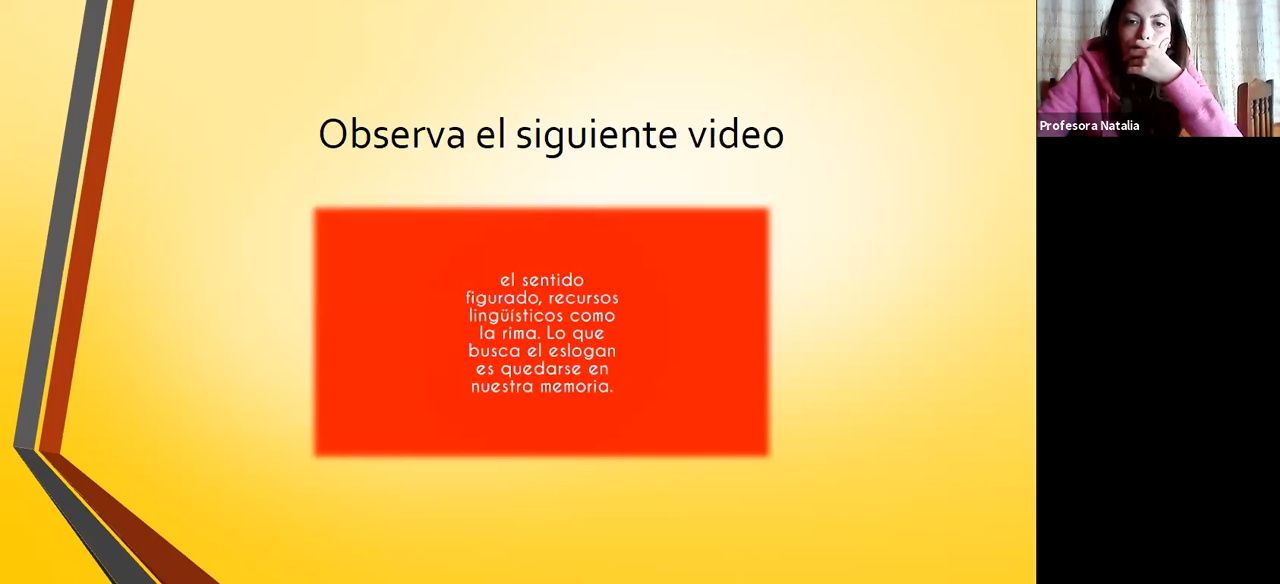 Observa el siguiente video
el sentido
figurado, recursos
lingüísticos como
la rima. Lo que
busca el eslogan
es quedarse en
nuestra memoria.
Profesora Natalia